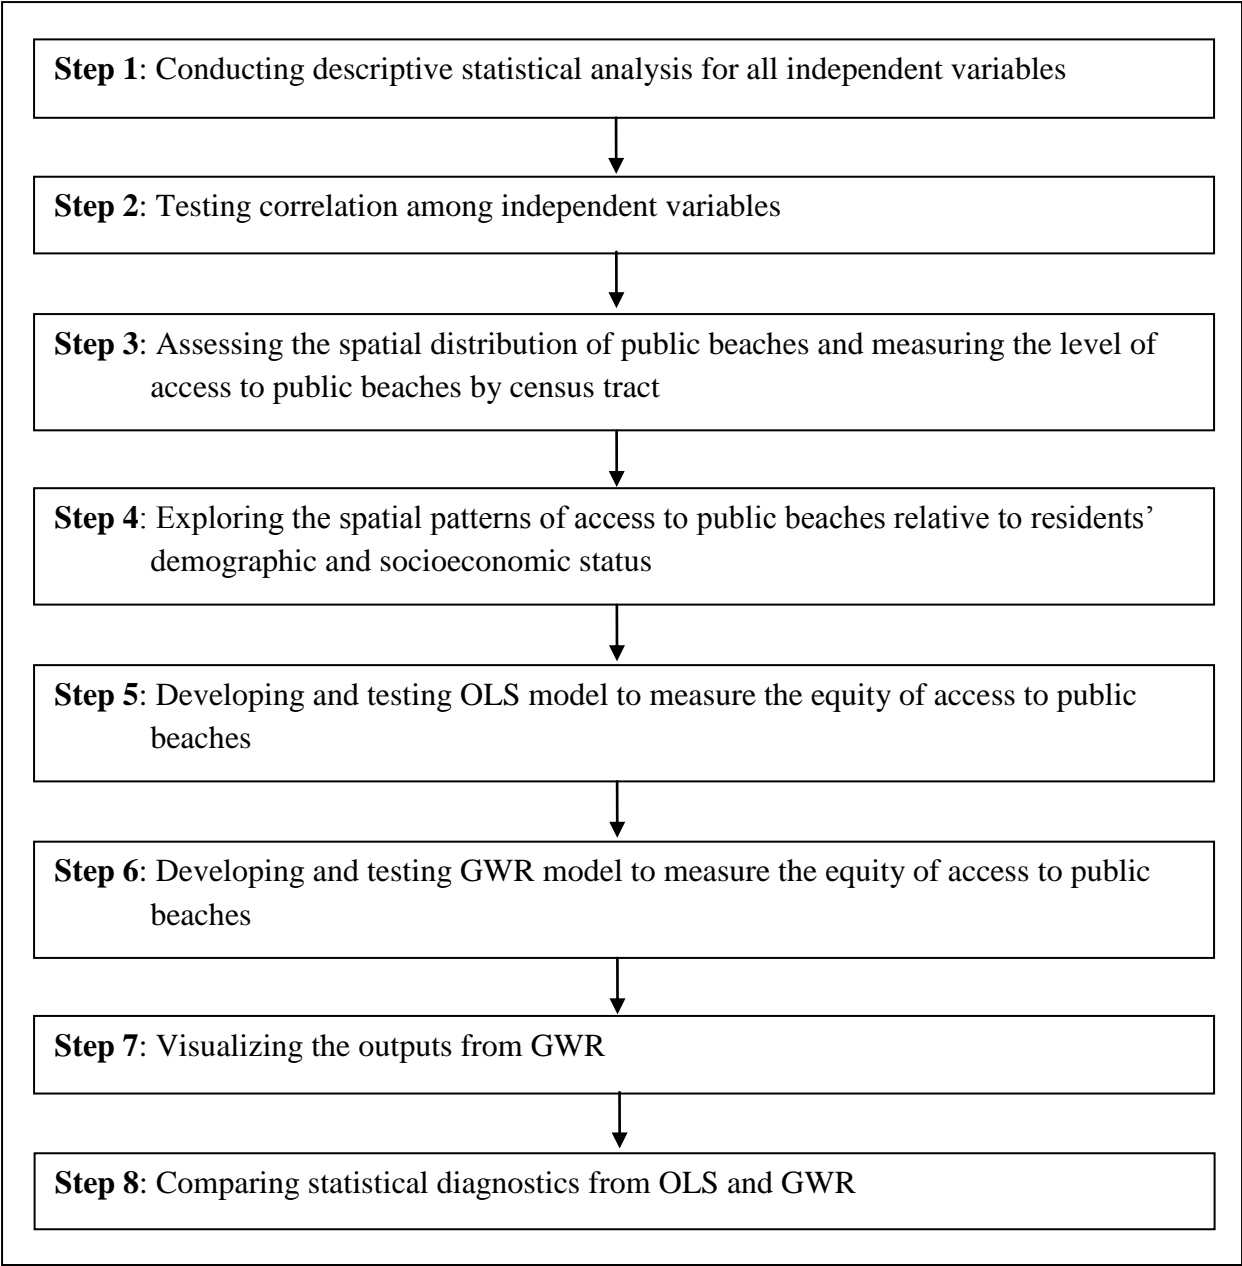 Step 1: Conducting descriptive statistical analysis for all independent variables
Step 2: Testing correlation among independent variables
Step 3: Assessing the spatial distribution of public beaches and measuring the level of
access to public beaches by census tract
Step 4: Exploring the spatial patterns of access to public beaches relative to residents’
demographic and socioeconomic status
Step 5: Developing and testing OLS model to measure the equity of access to public
beaches
Step 6: Developing and testing GWR model to measure the equity of access to public
beaches
Step 7: Visualizing the outputs from GWR
Step 8: Comparing statistical diagnostics from OLS and GWR